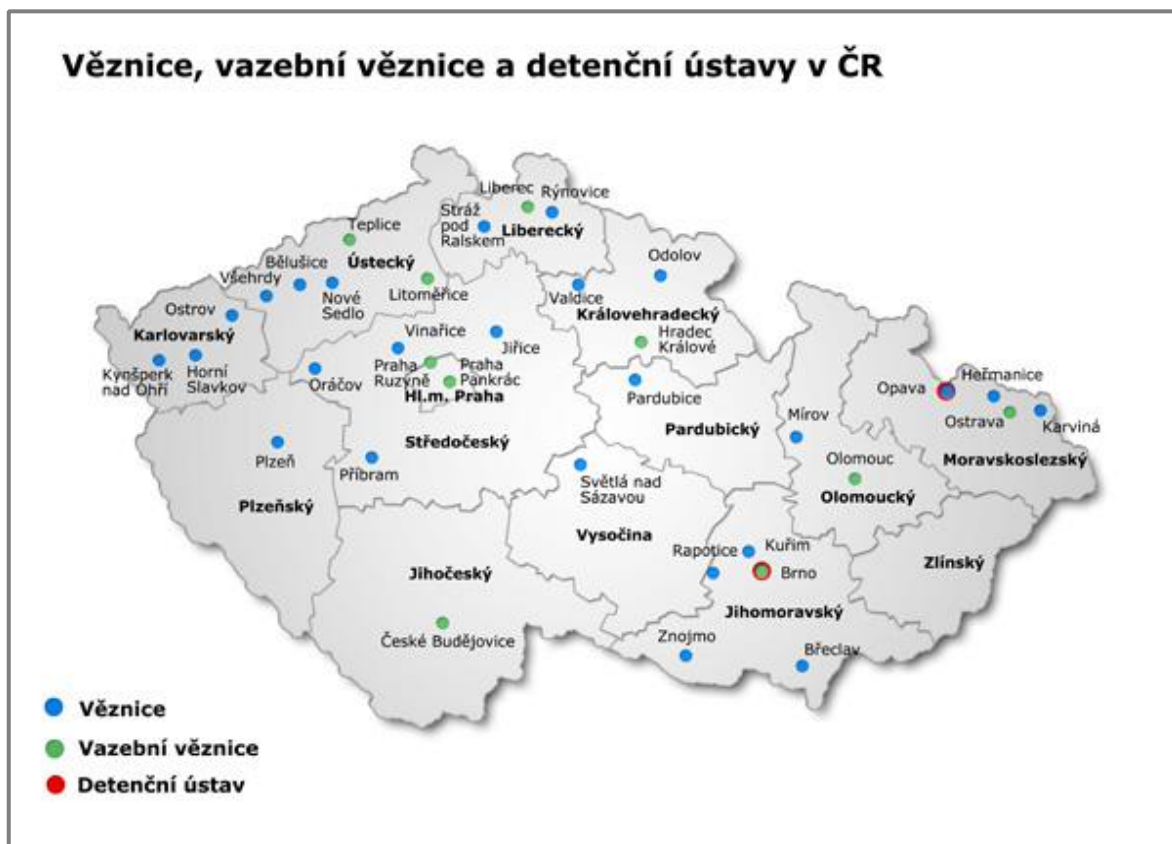 Věznice, vazební věznice a detenční ústavy v ČR
Liberec
Rýnovice
Stráž
pod
Ralskem
Liberecký
Teplice
Ústecký
Bělušice
Všehrdy
Nové
Sedlo
Litoměřice
Odolov
Valdice
Královehradecký
Hradec
Králové
Ostrov
Karlovarský
Kynšperk
nad Ohří
Horní
Slavkov
Vinařice
Jiřice
Oráčov
Praha
Ruzyně
Praha
Pankrác
Hl.m. Praha
Středočeský
Příbram
Pardubice
Pardubický
Opava
Heřmanice
Ostrava
Karviná
Moravskoslezský
Mírov
Olomouc
Olomoucký
Plzeň
Plzeňský
Světlá nad
Sázavou
Vysočina
Rapotice
Kuřim
Brno
Zlínský
Jihočeský
Jihomoravský
České Budějovice
Znojmo
Břeclav
Věznice
Vazební věznice
Detenční ústav